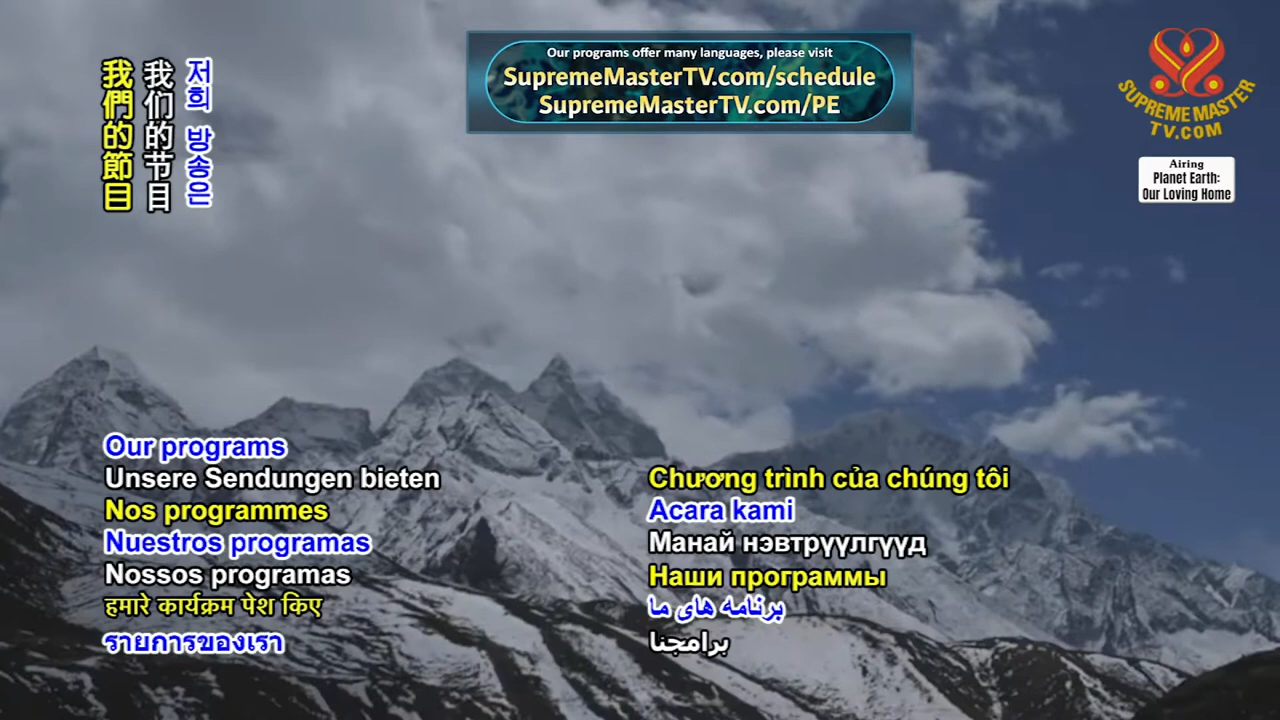 我們的節目
我们的节目
저희 방송은
Our programs offer many languages, please visit
SupremeMasterTV.com/schedule
SupremeMasterTV.com/PE
SUPREME MASTER
TV.COM
Airing
Planet Earth:
Our Loving Home
Our programs
Unsere Sendungen bieten
Nos programmes
Nuestros programas
Nossos programas
हमारे कार्यक्रम पेश किए
รายการของเรา
Chương trình của chúng tôi
Acara kami
Манай нэвтрүүлгүүд
Наши программы
برنامه های ما
برامجنا